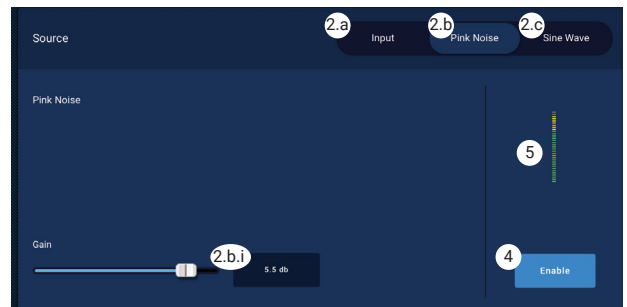 2.a 2.b 2.c
Source Input Pink Noise Sine Wave
Pink Noise
5
Gain
2.b.i 4
5.5 db Enable